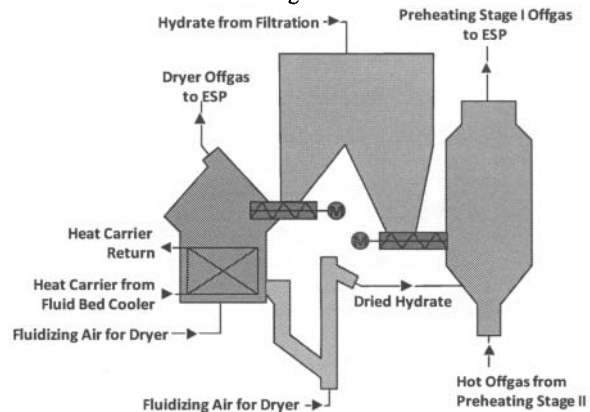 Hydrate from Filtration
Preheating Stage I Offgas
to ESP
Dryer Offgas
to ESP
M
M
Heat Carrier
Return
Heat Carrier from
Fluid Bed Cooler
Dried Hydrate
Fluidizing Air for Dryer
Hot Offgas from
Preheating Stage II
Fluidizing Air for Dryer